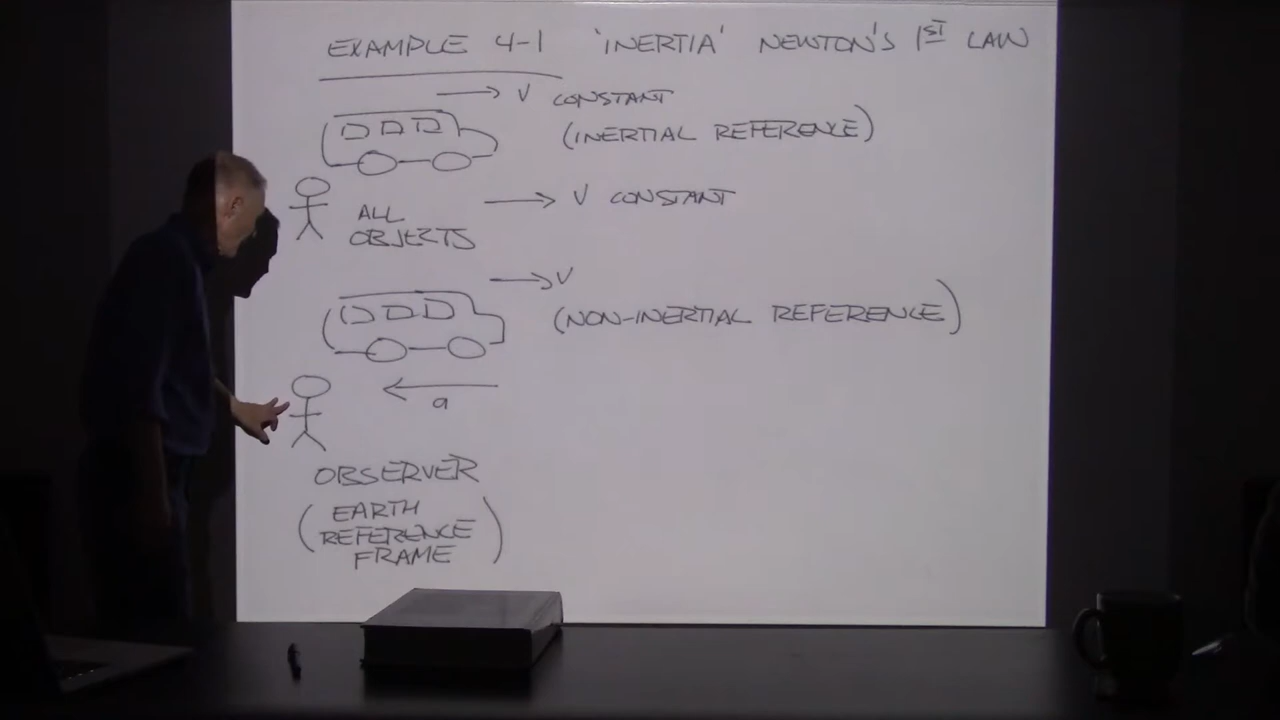 EXAMPLE 4-1 'INERTIA' NEWTON'S 1ST LAW
V CONSTANT
(INERTIAL REFERENCE)
ALL OBJECTS
V CONSTANT
V
(NON-INERTIAL REFERENCE)
a
OBSERVER
(EARTH
REFERENCE
FRAME)